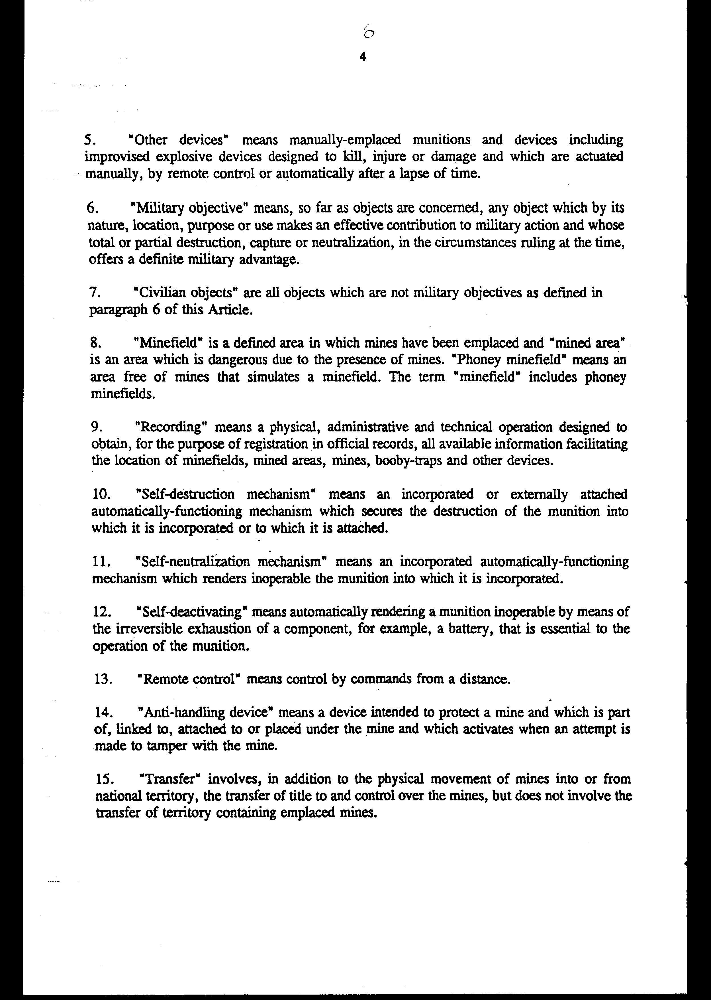 6
4
5. "Other devices" means manually-emplaced munitions and devices including
improvised explosive devices designed to kill, injure or damage and which are actuated
manually, by remote control or automatically after a lapse of time.
6. "Military objective" means, so far as objects are concerned, any object which by its
nature, location, purpose or use makes an effective contribution to military action and whose
total or partial destruction, capture or neutralization, in the circumstances ruling at the time,
offers a definite military advantage.
7. "Civilian objects" are all objects which are not military objectives as defined in
paragraph 6 of this Article.
8. "Minefield" is a defined area in which mines have been emplaced and "mined area"
is an area which is dangerous due to the presence of mines. "Phoney minefield" means an
area free of mines that simulates a minefield. The term "minefield" includes phoney
minefields.
9. "Recording" means a physical, administrative and technical operation designed to
obtain, for the purpose of registration in official records, all available information facilitating
the location of minefields, mined areas, mines, booby-traps and other devices.
10. "Self-destruction mechanism" means an incorporated or externally attached
automatically-functioning mechanism which secures the destruction of the munition into
which it is incorporated or to which it is attached.
11. "Self-neutralization mechanism" means an incorporated automatically-functioning
mechanism which renders inoperable the munition into which it is incorporated.
12. "Self-deactivating" means automatically rendering a munition inoperable by means of
the irreversible exhaustion of a component, for example, a battery, that is essential to the
operation of the munition.
13. "Remote control" means control by commands from a distance.
14. "Anti-handling device" means a device intended to protect a mine and which is part
of, linked to, attached to or placed under the mine and which activates when an attempt is
made to tamper with the mine.
15. "Transfer" involves, in addition to the physical movement of mines into or from
national territory, the transfer of title to and control over the mines, but does not involve the
transfer of territory containing emplaced mines.